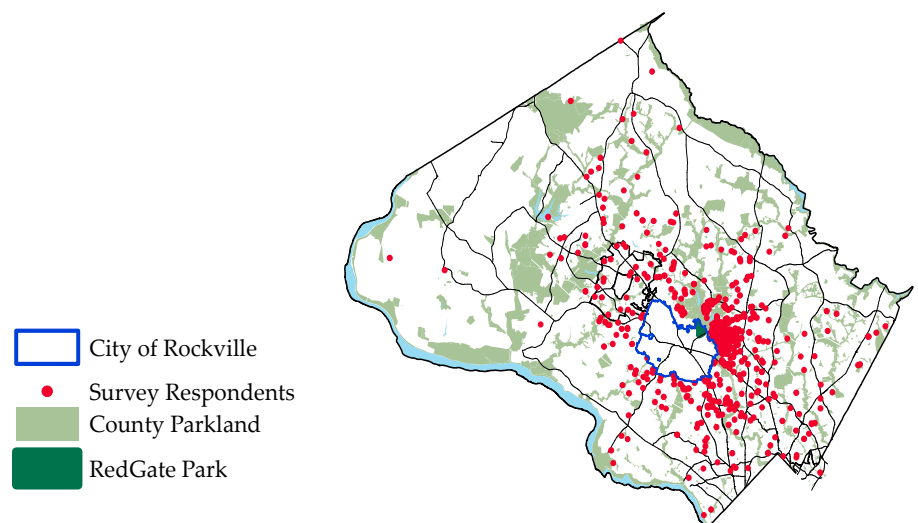 City of Rockville
Survey Respondents
County Parkland
RedGate Park